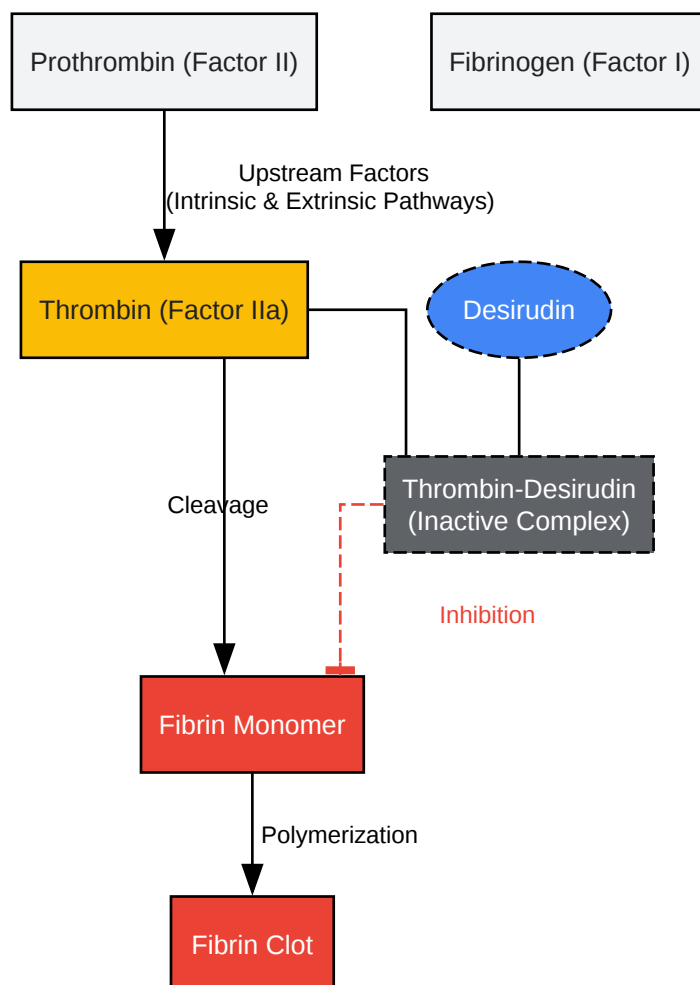 Prothrombin (Factor II)
Fibrinogen (Factor I)
Upstream Factors
(Intrinsic & Extrinsic Pathways)
Thrombin (Factor IIa)
Desirudin
Thrombin-Desirudin
(Inactive Complex)
Cleavage
Inhibition
Fibrin Monomer
Polymerization
Fibrin Clot